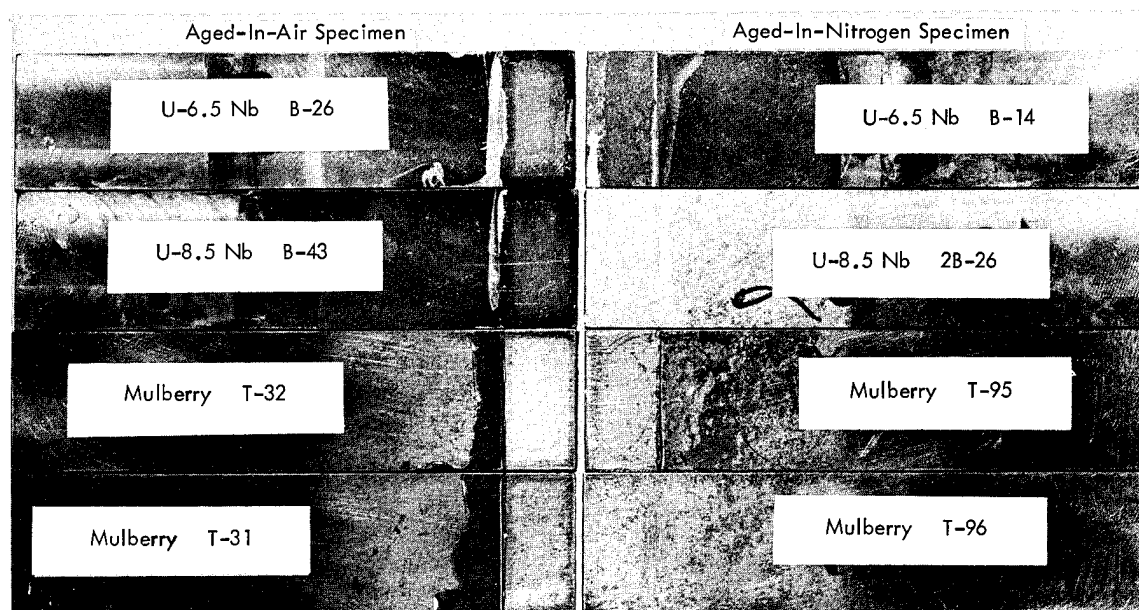 Aged-In-Air Specimen
Aged-In-Nitrogen Specimen
U-6.5 Nb B-26
U-6.5 Nb B-14
U-8.5 Nb B-43
U-8.5 Nb 2B-26
Mulberry T-32
Mulberry T-95
Mulberry T-31
Mulberry T-96